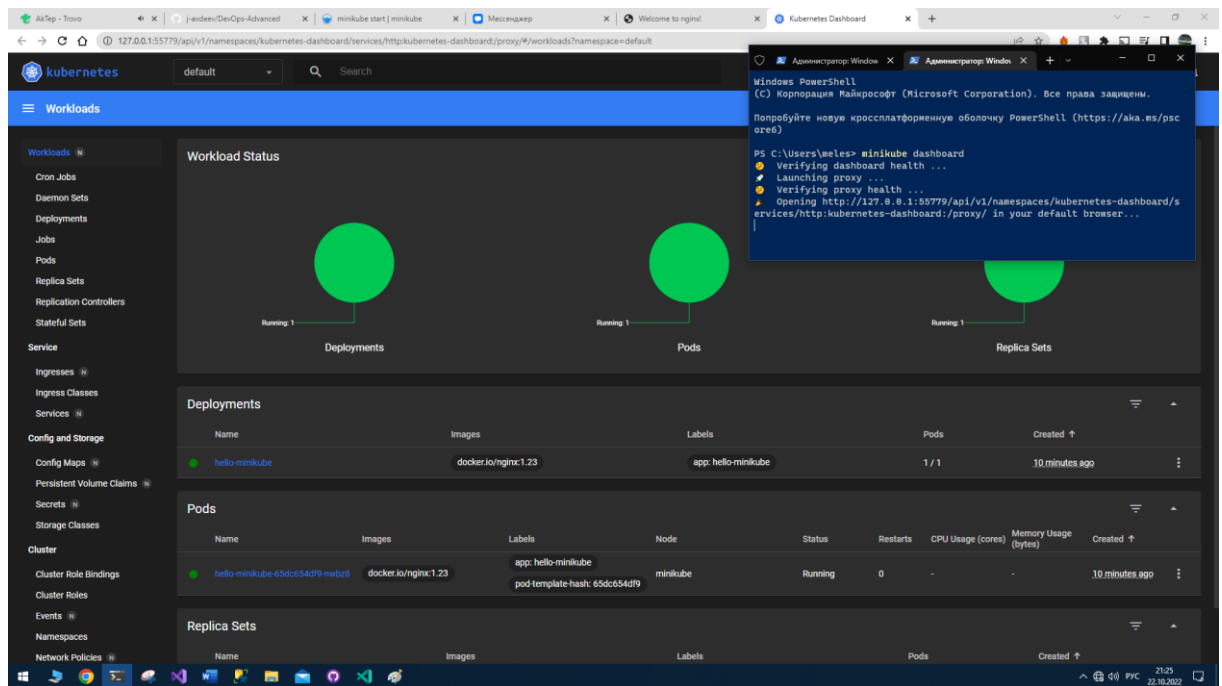 АкТер - Trovo
j-avdeev/DevOps-Advanced
minikube start | minikube
Мессенджер
Welcome to nginx!
Kubernetes Dashboard
127.0.0.1:55779/api/v1/namespaces/kubernetes-dashboard/services/http:kubernetes-dashboard:/proxy/#/workloads?namespace=default
kubernetes
default
Search
Workloads
Администратор: Window
Администратор: Window
Windows PowerShell
(C) Корпорация Майкрософт (Microsoft Corporation). Все права защищены.
Попробуйте новую кроссплатформенную оболочку PowerShell (https://aka.ms/psc
ore6)
PS C:\Users\meles> minikube dashboard
Verifying dashboard health ...
Launching proxy ...
Verifying proxy health ...
Opening http://127.0.0.1:55779/api/v1/namespaces/kubernetes-dashboard/s
ervices/http:kubernetes-dashboard:/proxy/ in your default browser...
Workloads N
Cron Jobs
Daemon Sets
Deployments
Jobs
Pods
Replica Sets
Replication Controllers
Stateful Sets
Service
Ingresses N
Ingress Classes
Services N
Config and Storage
Config Maps N
Persistent Volume Claims N
Secrets N
Storage Classes
Cluster
Cluster Role Bindings
Cluster Roles
Events N
Namespaces
Network Policies N
Workload Status
Running: 1
Running: 1
Running: 1
Deployments
Pods
Replica Sets
Deployments
Name Images Labels Pods Created
hello-minikube docker.io/nginx:1.23 app: hello-minikube 1 / 1 10 minutes ago
Pods
Name Images Labels Node Status Restarts CPU Usage (cores) Memory Usage (bytes) Created
hello-minikube-65dc654df9-nwbz8 docker.io/nginx:1.23 app: hello-minikube minikube Running 0 - - 10 minutes ago
pod-template-hash: 65dc654df9
Replica Sets
Name Images Labels Pods Created
РУС
21:25
22.10.2022